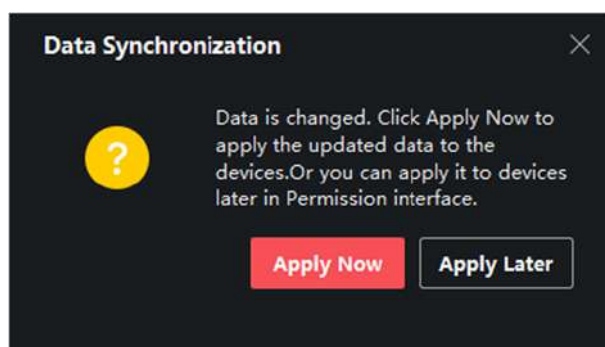 Data Synchronization
Data is changed. Click Apply Now to
apply the updated data to the
devices.Or you can apply it to devices
later in Permission interface.
Apply Now
Apply Later